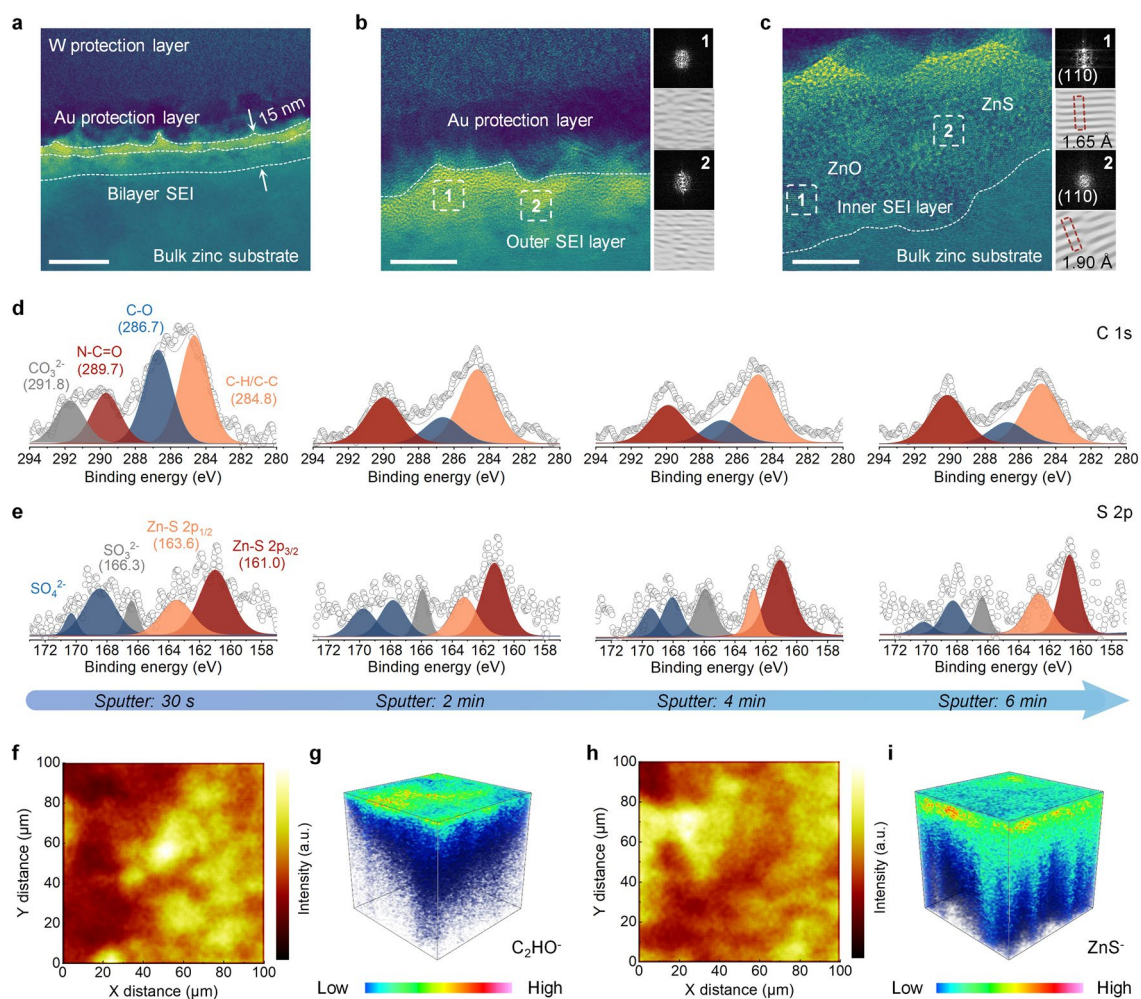 a
b
c
W protection layer
Au protection layer
15 nm
Bilayer SEI
Bulk zinc substrate
Au protection layer
1
2
Outer SEI layer
1
2
ZnS
2
ZnO
1
Inner SEI layer
Bulk zinc substrate
1
(110)
1.65 Å
2
(110)
1.90 Å
d
C 1s
CO₃²⁻
(291.8)
N-C=O
(289.7)
C-O
(286.7)
C-H/C-C
(284.8)
294 292 290 288 286 284 282 280
Binding energy (eV)
294 292 290 288 286 284 282 280
Binding energy (eV)
294 292 290 288 286 284 282 280
Binding energy (eV)
294 292 290 288 286 284 282 280
Binding energy (eV)
e
S 2p
SO₄²⁻
SO₃²⁻
(166.3)
Zn-S 2p₁/₂
(163.6)
Zn-S 2p₃/₂
(161.0)
172 170 168 166 164 162 160 158
Binding energy (eV)
172 170 168 166 164 162 160 158
Binding energy (eV)
172 170 168 166 164 162 160 158
Binding energy (eV)
172 170 168 166 164 162 160 158
Binding energy (eV)
Sputter: 30 s
Sputter: 2 min
Sputter: 4 min
Sputter: 6 min
f
100
80
60
40
20
0
0 20 40 60 80 100
Y distance (µm)
X distance (µm)
Intensity (a.u.)
g
C₂HO⁻
Low
High
h
100
80
60
40
20
0
0 20 40 60 80 100
Y distance (µm)
X distance (µm)
Intensity (a.u.)
i
ZnS⁻
Low
High